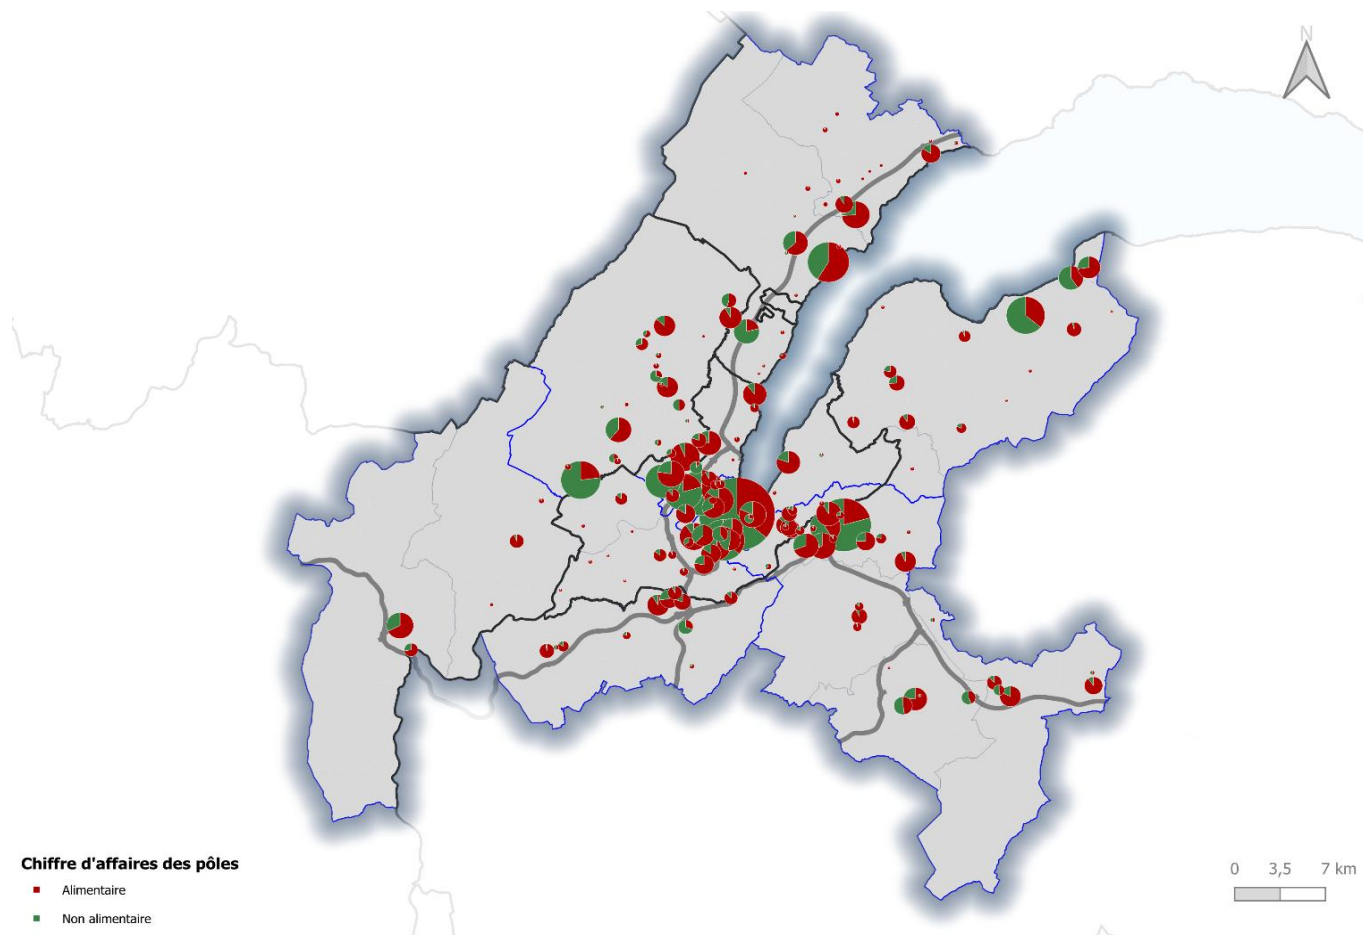 N
Chiffre d'affaires des pôles
Alimentaire
Non alimentaire
0 3,5 7 km